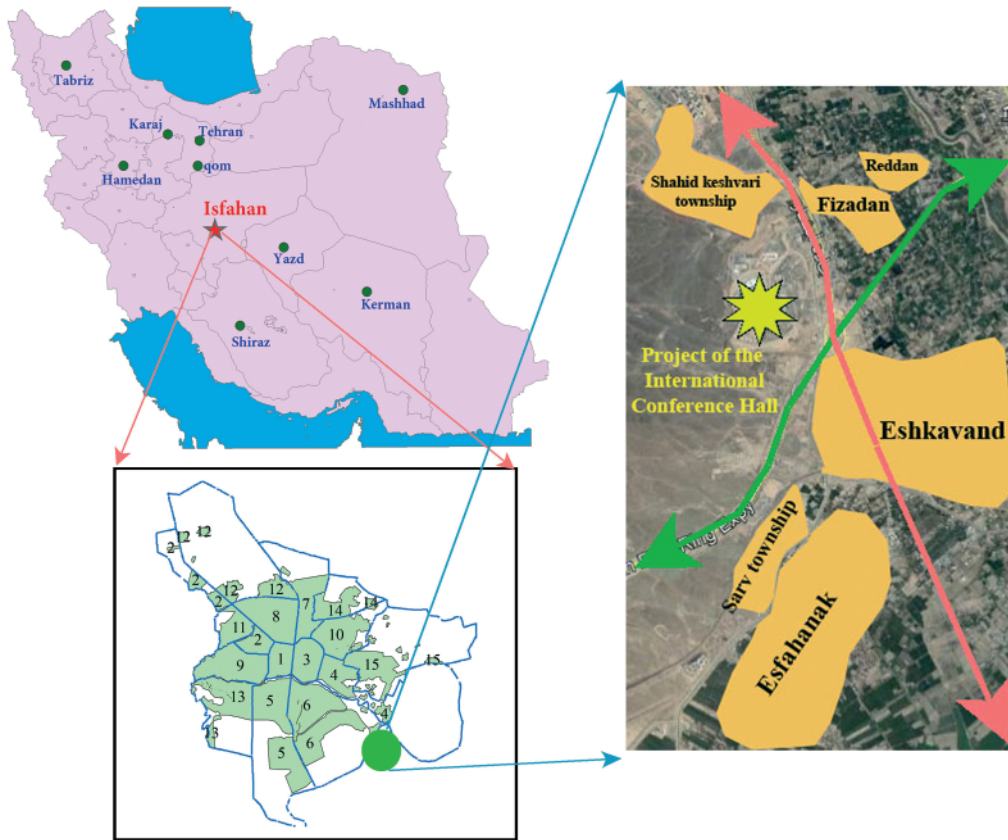 Tabriz
Mashhad
Karaj
Tehran
Hamedan
qom
Isfahan
Yazd
Kerman
Shiraz
12
12
2
2
12
12
2
7
14
14
8
11
2
10
1
3
15
15
9
4
13
5
6
4
13
5
6
Reddan
Shahid keshvari
township
Fizadan
Project of the
International
Conference Hall
Eshkavand
Ring Expy
Sarv township
Esfahanak